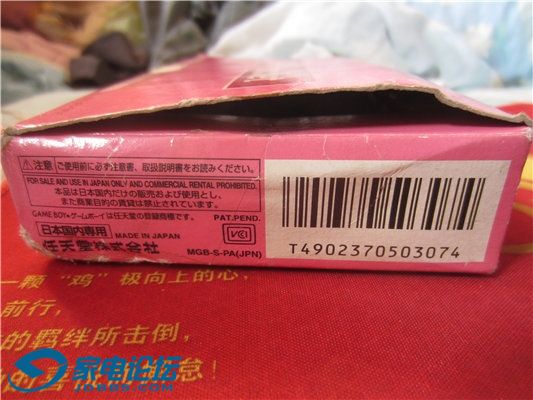 ⚠注意 ご使用前に必ず注意書、取扱説明書をお読みください。
FOR SALE AND USE IN JAPAN ONLY AND COMMERCIAL RENTAL PROHIBITED.
本品は日本国内だけの販売および使用とし、
また商業目的の賃貸は禁止されています。
GAME BOY・ゲームボーイは任天堂の登録商標です。
PAT.PEND.
日本国内専用
MADE IN JAPAN
任天堂株式会社
VCI
MGB-S-PA(JPN)
T4902370503074
一颗“鸡”极向上的心,
前行,
的羁绊所击倒,
家电论坛
JDBBS.COM